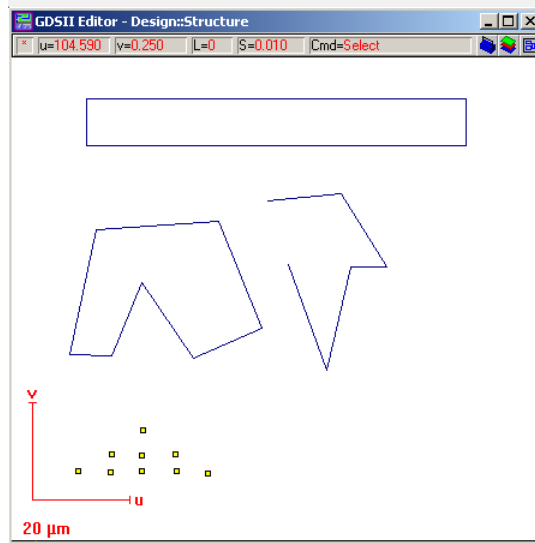 GDSII Editor - Design::Structure
* u=104.590 v=0.250 L=0 S=0.010 Cmd=Select
v
u
20 µm